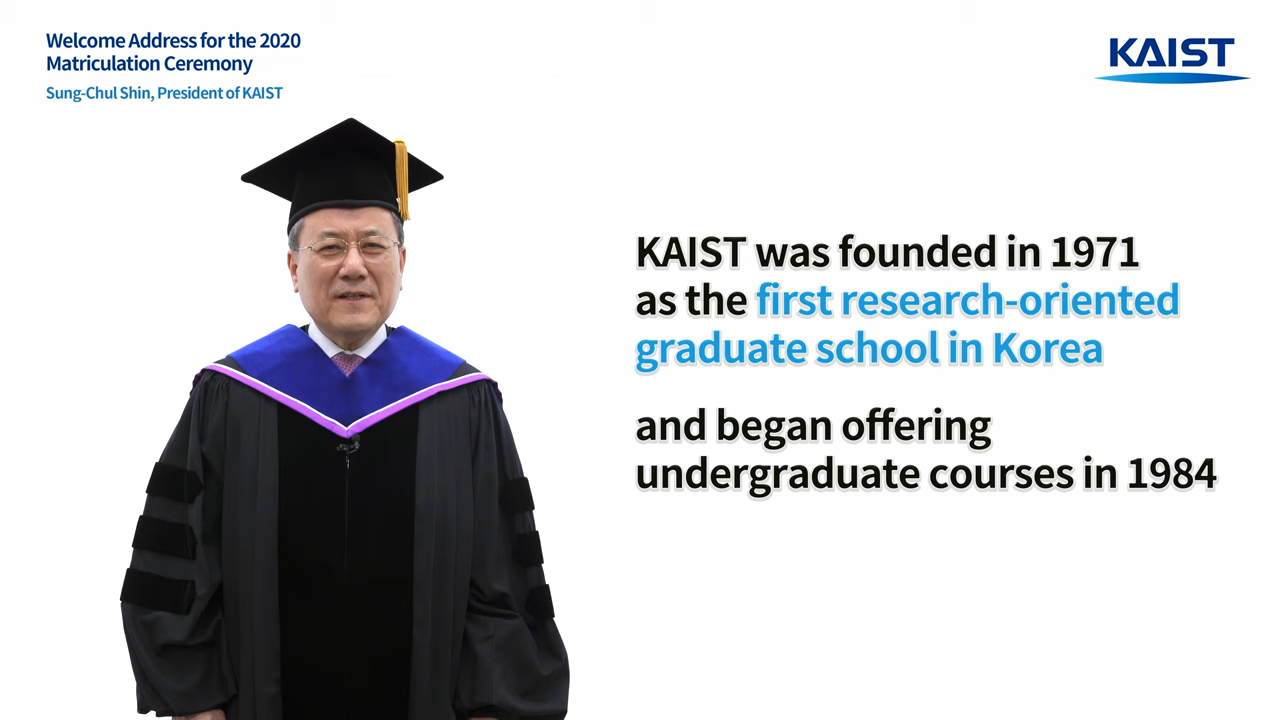 Welcome Address for the 2020
Matriculation Ceremony
Sung-Chul Shin, President of KAIST
KAIST
KAIST was founded in 1971
as the first research-oriented
graduate school in Korea
and began offering
undergraduate courses in 1984